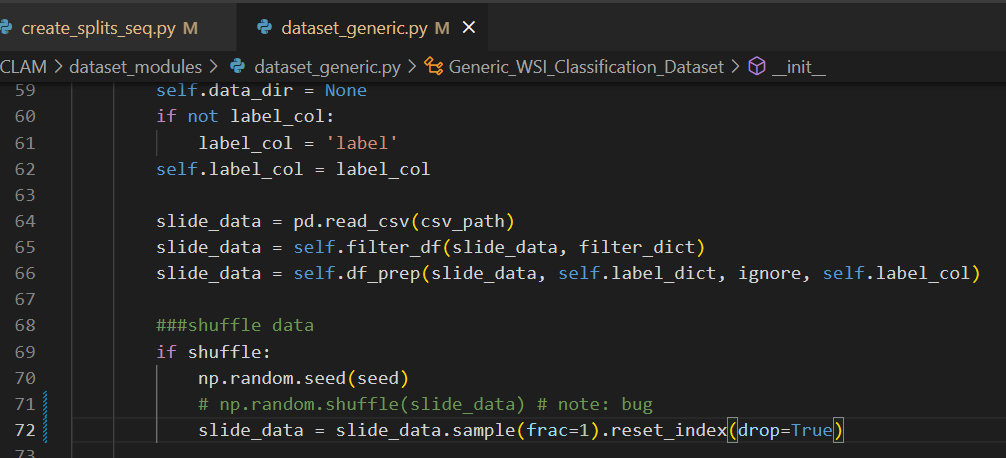 create_splits_seq.py M
dataset_generic.py M ×
CLAM > dataset_modules > dataset_generic.py > Generic_WSI_Classification_Dataset > __init__
59 self.data_dir = None
60 if not label_col:
61 label_col = 'label'
62 self.label_col = label_col
63
64 slide_data = pd.read_csv(csv_path)
65 slide_data = self.filter_df(slide_data, filter_dict)
66 slide_data = self.df_prep(slide_data, self.label_dict, ignore, self.label_col)
67
68 ###shuffle data
69 if shuffle:
70 np.random.seed(seed)
71 # np.random.shuffle(slide_data) # note: bug
72 slide_data = slide_data.sample(frac=1).reset_index(drop=True)
73